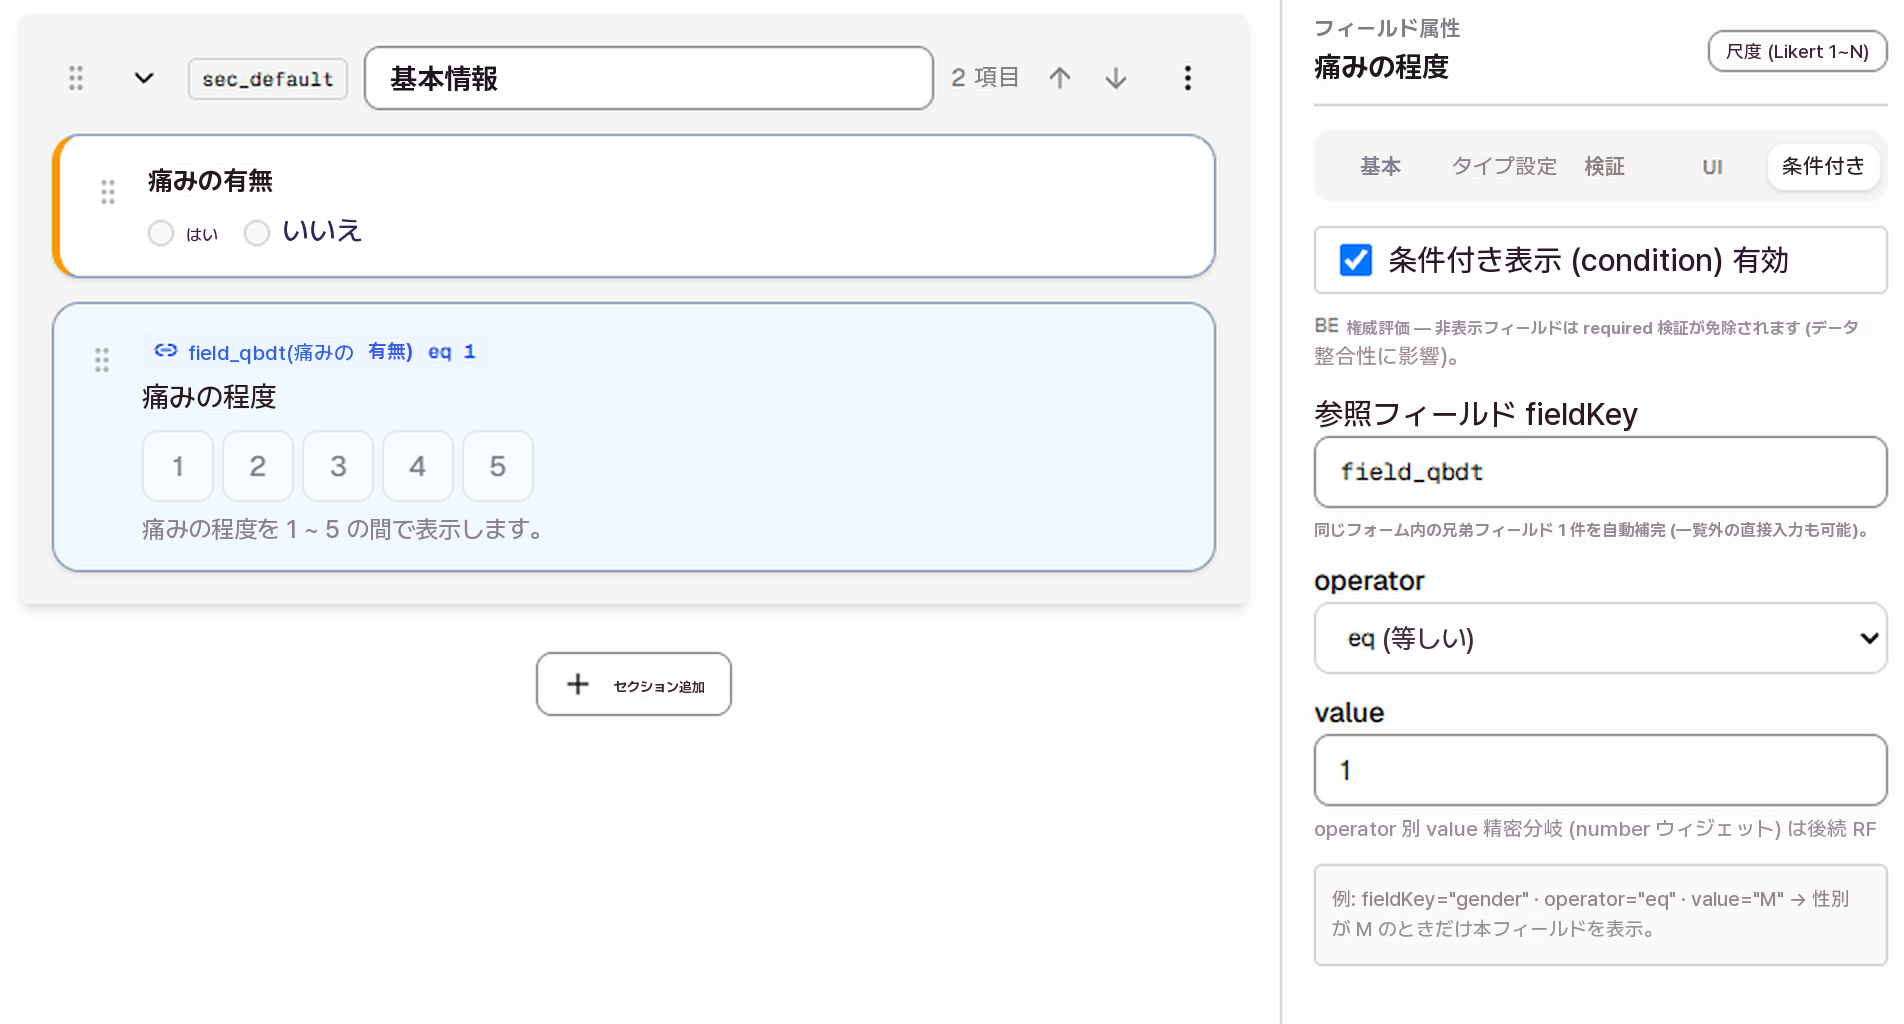 sec_default 基本情報 2 項目
痛みの有無
はい いいえ
field_qbdt(痛みの 有無) eq 1
痛みの程度
1 2 3 4 5
痛みの程度を 1 ~ 5 の間で表示します。
セクション追加
フィールド属性
痛みの程度
尺度 (Likert 1~N)
基本 タイプ設定 検証 UI 条件付き
条件付き表示 (condition) 有効
BE 権威評価 — 非表示フィールドは required 検証が免除されます (データ
整合性に影響)。
参照フィールド fieldKey
field_qbdt
同じフォーム内の兄弟フィールド 1 件を自動補完 (一覧外の直接入力も可能)。
operator
eq (等しい)
value
1
operator 別 value 精密分岐 (number ウィジェット) は後続 RF
例: fieldKey="gender" · operator="eq" · value="M" → 性別
が M のときだけ本フィールドを表示。